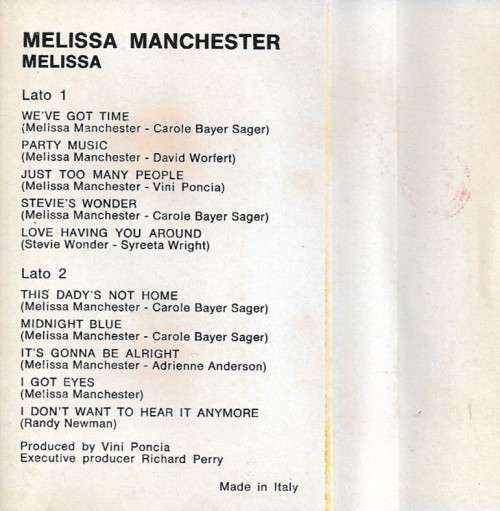 MELISSA MANCHESTER
MELISSA
Lato 1
WE'VE GOT TIME
(Melissa Manchester - Carole Bayer Sager)
PARTY MUSIC
(Melissa Manchester - David Worfert)
JUST TOO MANY PEOPLE
(Melissa Manchester - Vini Poncia)
STEVIE'S WONDER
(Melissa Manchester - Carole Bayer Sager)
LOVE HAVING YOU AROUND
(Stevie Wonder - Syreeta Wright)
Lato 2
THIS DADY'S NOT HOME
(Melissa Manchester - Carole Bayer Sager)
MIDNIGHT BLUE
(Melissa Manchester - Carole Bayer Sager)
IT'S GONNA BE ALRIGHT
(Melissa Manchester - Adrienne Anderson)
I GOT EYES
(Melissa Manchester)
I DON'T WANT TO HEAR IT ANYMORE
(Randy Newman)
Produced by Vini Poncia
Executive producer Richard Perry
Made in Italy